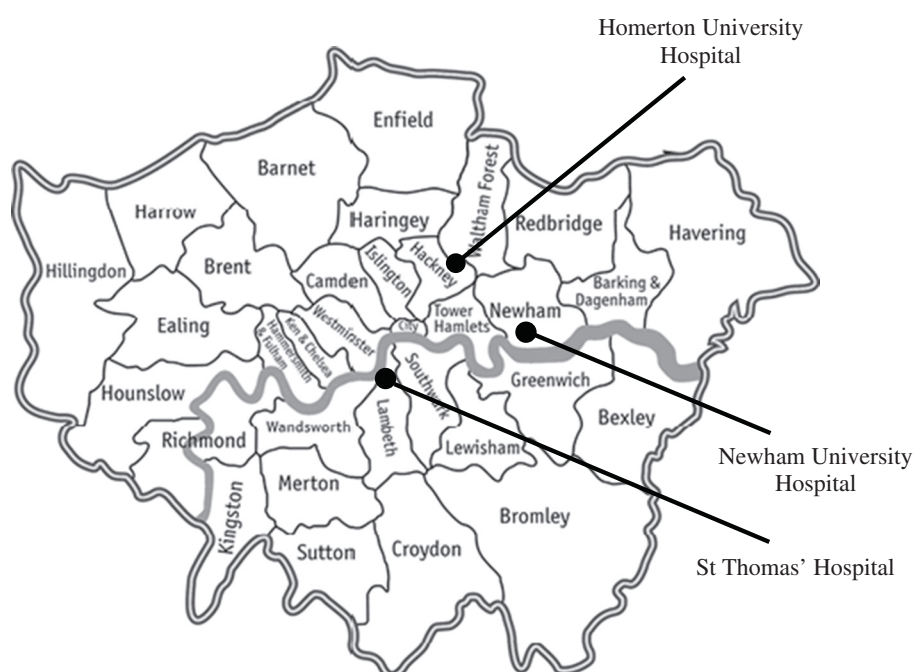 Homerton University
Hospital
Enfield
Barnet
Waltham Forest
Harrow
Haringey
Redbridge
Havering
Hillingdon
Brent
Camden
Islington
Hackney
Barking &
Dagenham
Ealing
Hammersmith
& Fulham
Ken & Chelsea
Westminster
City
Tower
Hamlets
Newham
Hounslow
Richmond
Wandsworth
Lambeth
Southwark
Greenwich
Bexley
Lewisham
Newham University
Hospital
Kingston
Merton
Sutton
Croydon
Bromley
St Thomas’ Hospital